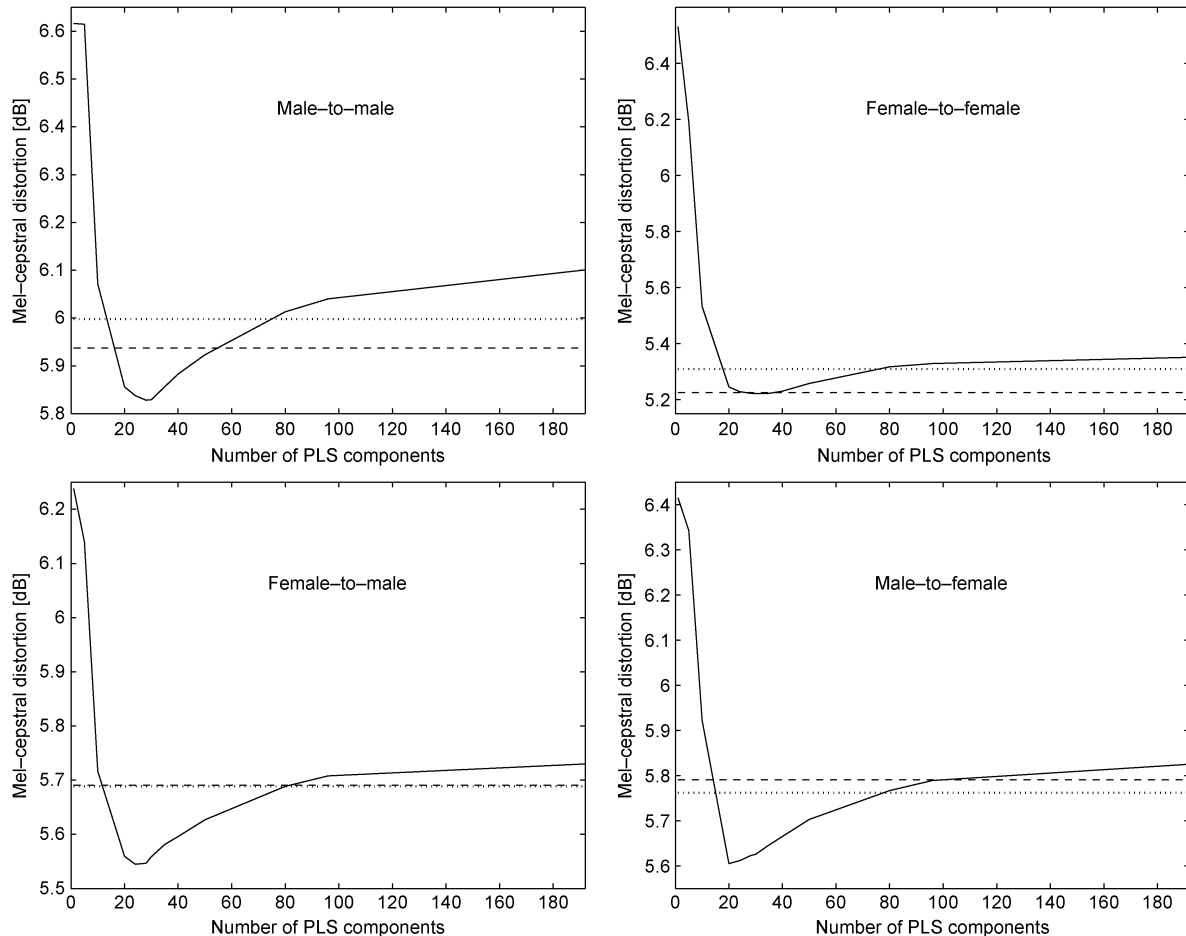 Male–to–male
Mel–cepstral distortion [dB]
6.6
6.5
6.4
6.3
6.2
6.1
6
5.9
5.8
0 20 40 60 80 100 120 140 160 180
Number of PLS components
Female–to–female
Mel–cepstral distortion [dB]
6.4
6.2
6
5.8
5.6
5.4
5.2
0 20 40 60 80 100 120 140 160 180
Number of PLS components
Female–to–male
Mel–cepstral distortion [dB]
6.2
6.1
6
5.9
5.8
5.7
5.6
5.5
0 20 40 60 80 100 120 140 160 180
Number of PLS components
Male–to–female
Mel–cepstral distortion [dB]
6.4
6.3
6.2
6.1
6
5.9
5.8
5.7
5.6
0 20 40 60 80 100 120 140 160 180
Number of PLS components